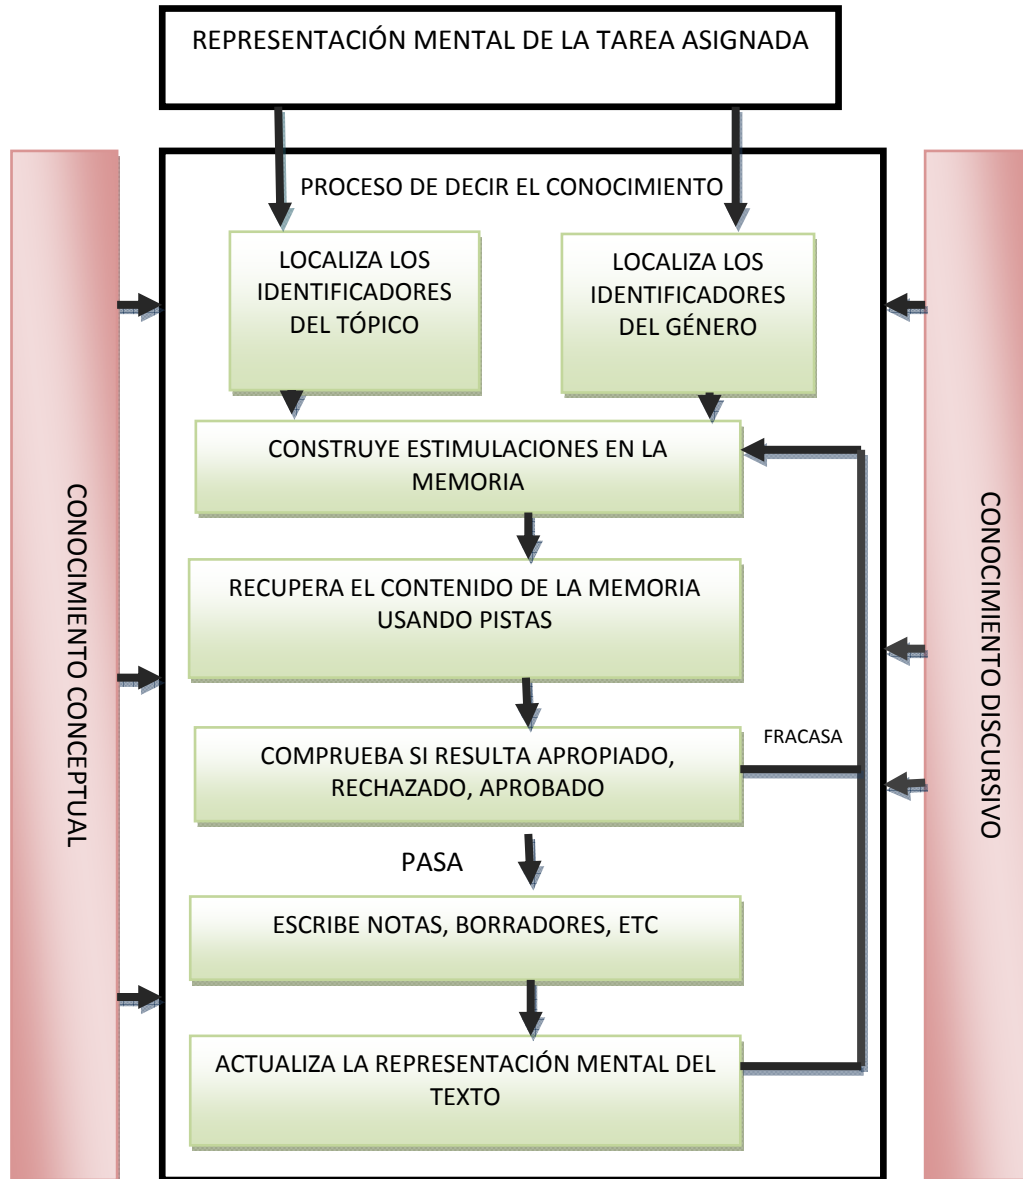 REPRESENTACIÓN MENTAL DE LA TAREA ASIGNADA
PROCESO DE DECIR EL CONOCIMIENTO
LOCALIZA LOS
IDENTIFICADORES
DEL TÓPICO
LOCALIZA LOS
IDENTIFICADORES
DEL GÉNERO
CONSTRUYE ESTIMULACIONES EN LA
MEMORIA
RECUPERA EL CONTENIDO DE LA MEMORIA
USANDO PISTAS
COMPRUEBA SI RESULTA APROPIADO,
RECHAZADO, APROBADO
FRACASA
PASA
ESCRIBE NOTAS, BORRADORES, ETC
ACTUALIZA LA REPRESENTACIÓN MENTAL DEL
TEXTO
CONOCIMIENTO CONCEPTUAL
CONOCIMIENTO DISCURSIVO